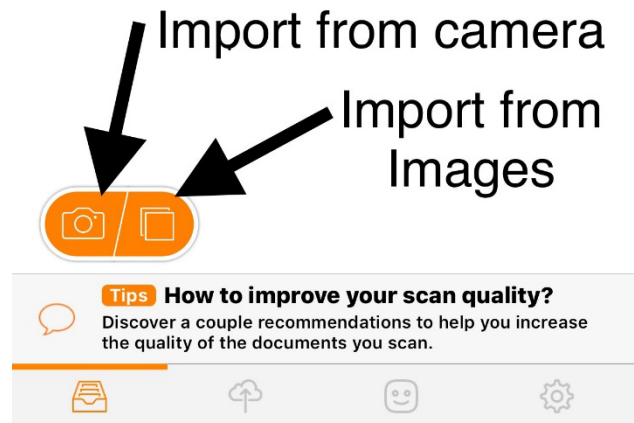 Import from camera
Import from
Images
Tips How to improve your scan quality?
Discover a couple recommendations to help you increase
the quality of the documents you scan.